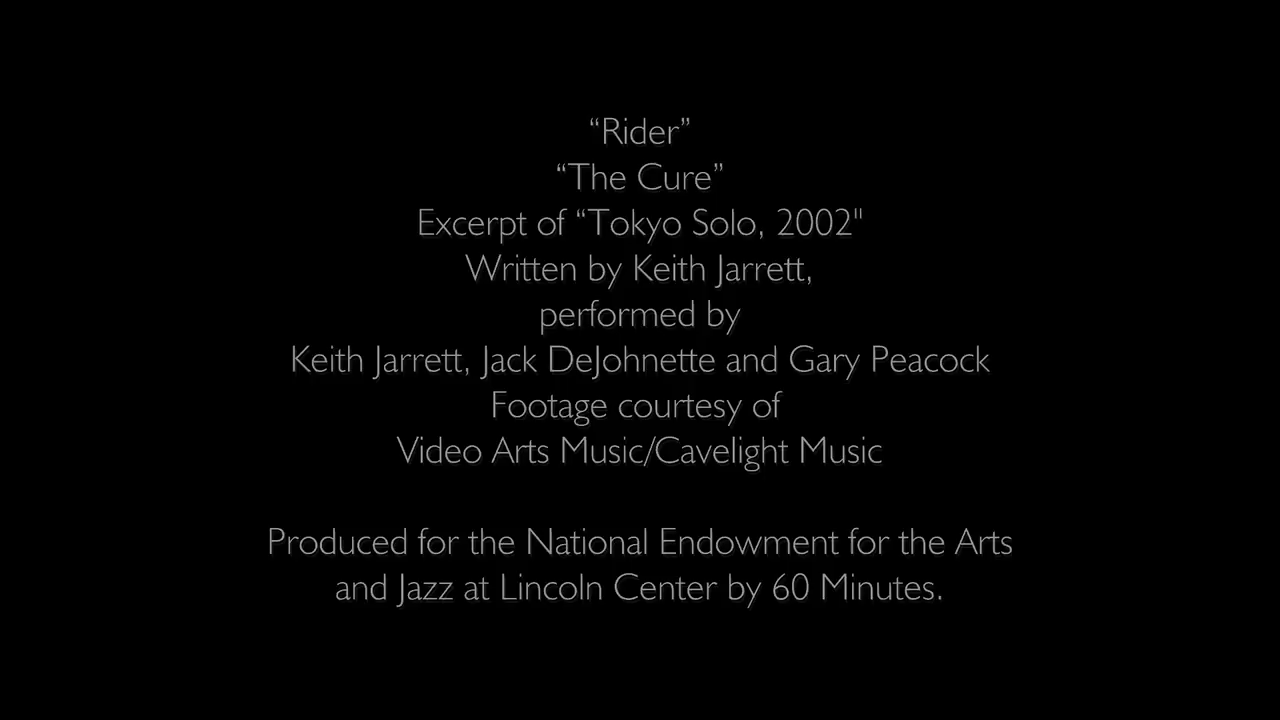 “Rider”
“The Cure”
Excerpt of “Tokyo Solo, 2002"
Written by Keith Jarrett,
performed by
Keith Jarrett, Jack DeJohnette and Gary Peacock
Footage courtesy of
Video Arts Music/Cavelight Music
Produced for the National Endowment for the Arts
and Jazz at Lincoln Center by 60 Minutes.